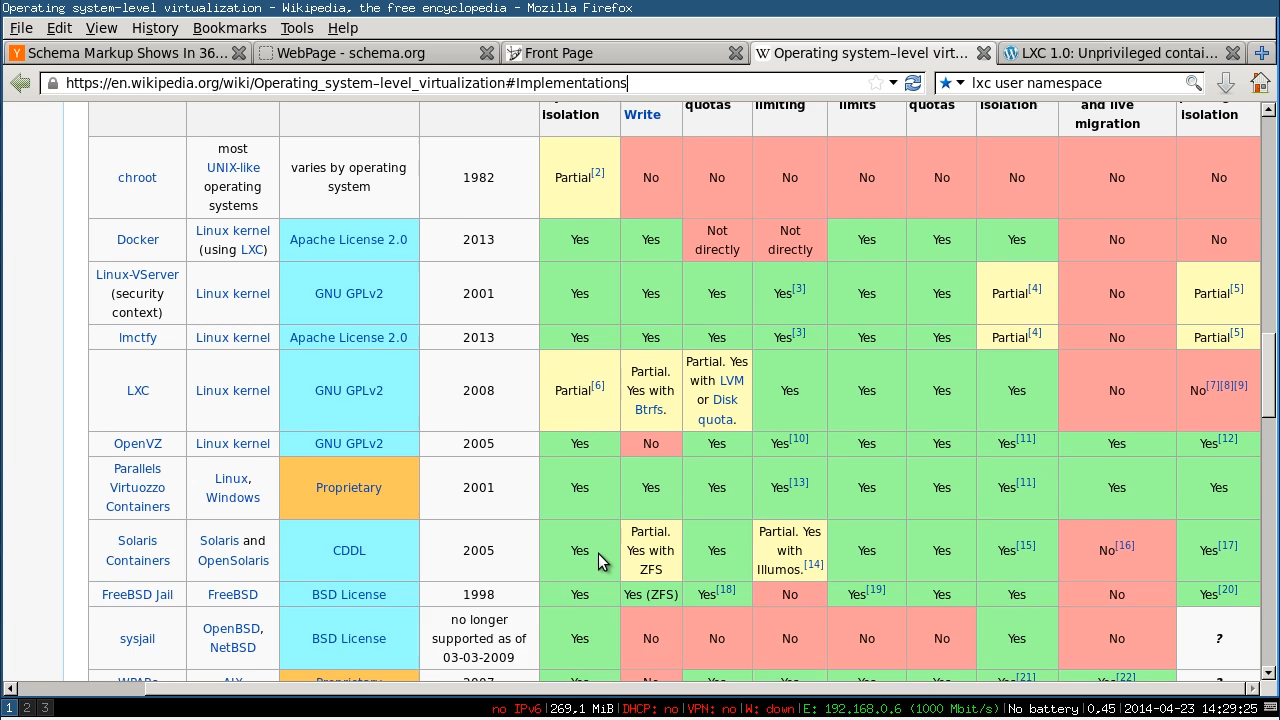 Operating system-level virtualization - Wikipedia, the free encyclopedia - Mozilla Firefox
File Edit View History Bookmarks Tools Help
Schema Markup Shows In 36... WebPage - schema.org Front Page Operating system-level virt... LXC 1.0: Unprivileged contai...
https://en.wikipedia.org/wiki/Operating_system-level_virtualization#Implementations lxc user namespace
quotas limiting limits quotas isolation and live
isolation Write migration isolation
chroot most UNIX-like operating systems varies by operating system 1982 Partial[2] No No No No No No No No
Docker Linux kernel (using LXC) Apache License 2.0 2013 Yes Yes Not directly Not directly Yes Yes Yes No No
Linux-VServer (security context) Linux kernel GNU GPLv2 2001 Yes Yes Yes Yes[3] Yes Yes Partial[4] No Partial[5]
lmctfy Linux kernel Apache License 2.0 2013 Yes Yes Yes Yes[3] Yes Yes Partial[4] No Partial[5]
LXC Linux kernel GNU GPLv2 2008 Partial[6] Partial. Yes with Btrfs. Partial. Yes with LVM or Disk quota. Yes Yes Yes Yes No No[7][8][9]
OpenVZ Linux kernel GNU GPLv2 2005 Yes No Yes Yes[10] Yes Yes Yes[11] Yes Yes[12]
Parallels Virtuozzo Containers Linux, Windows Proprietary 2001 Yes Yes Yes Yes[13] Yes Yes Yes[11] Yes Yes
Solaris Containers Solaris and OpenSolaris CDDL 2005 Yes Partial. Yes with ZFS Yes Partial. Yes with Illumos.[14] Yes Yes Yes[15] No[16] Yes[17]
FreeBSD Jail FreeBSD BSD License 1998 Yes Yes (ZFS) Yes[18] No Yes[19] Yes Yes No Yes[20]
sysjail OpenBSD, NetBSD BSD License no longer supported as of 03-03-2009 Yes No No No No No Yes No ?
WPARs AIX Proprietary 2007 Yes No Yes Yes Yes Yes Yes[21] Yes[22] ?
1 2 3 no IPv6|269,1 MiB|DHCP: no|VPN: no|W: down|E: 192.168.0.6 (1000 Mbit/s)|No battery|0,45|2014-04-23 14:29:25